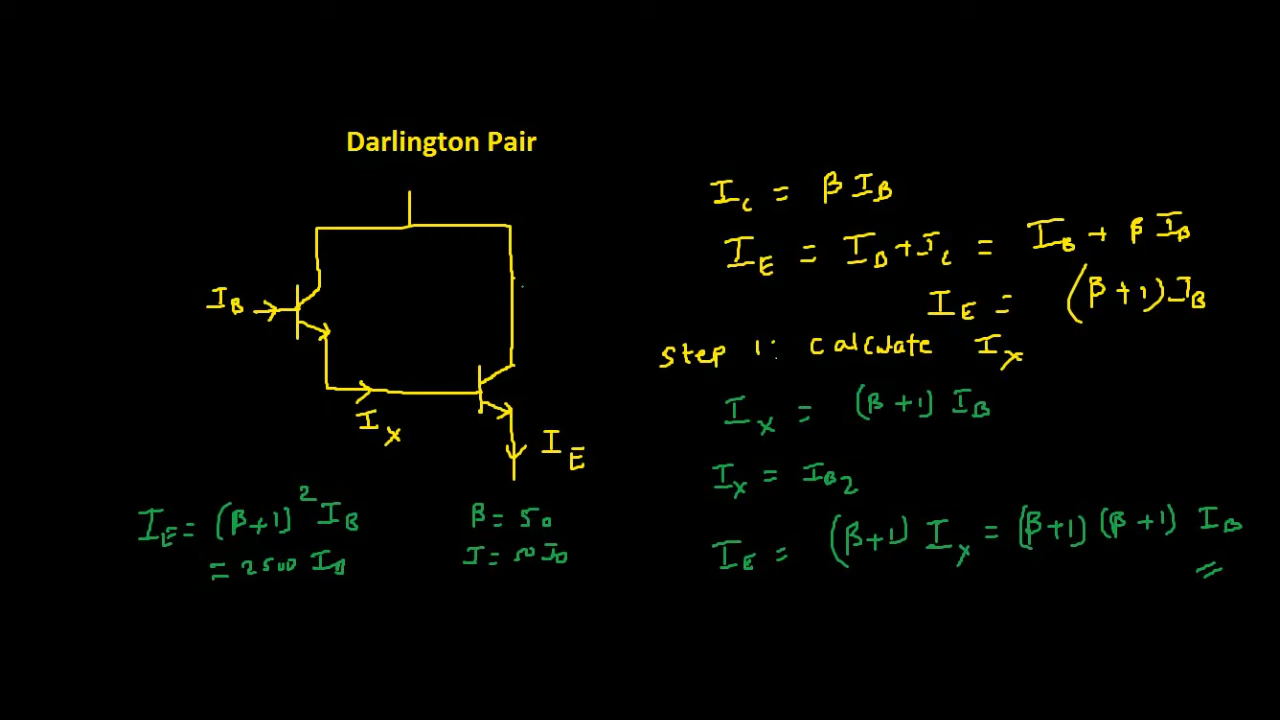 Darlington Pair
I_C = β I_B
I_E = I_B + I_C = I_B + β I_B
I_E = (β+1) I_B
I_B
Step 1: calculate I_X
I_X = (β+1) I_B
I_X
I_E
I_X = I_B2
I_E = (β+1)² I_B
= 2500 I_B
β = 50
I_E = (β+1) I_X = (β+1) (β+1) I_B